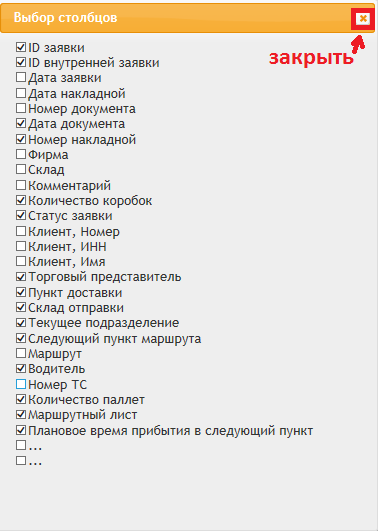 Выбор столбцов
закрыть
ID заявки
ID внутренней заявки
Дата заявки
Дата накладной
Номер документа
Дата документа
Номер накладной
Фирма
Склад
Комментарий
Количество коробок
Статус заявки
Клиент, Номер
Клиент, ИНН
Клиент, Имя
Торговый представитель
Пункт доставки
Склад отправки
Текущее подразделение
Следующий пункт маршрута
Маршрут
Водитель
Номер ТС
Количество паллет
Маршрутный лист
Плановое время прибытия в следующий пункт
...
...